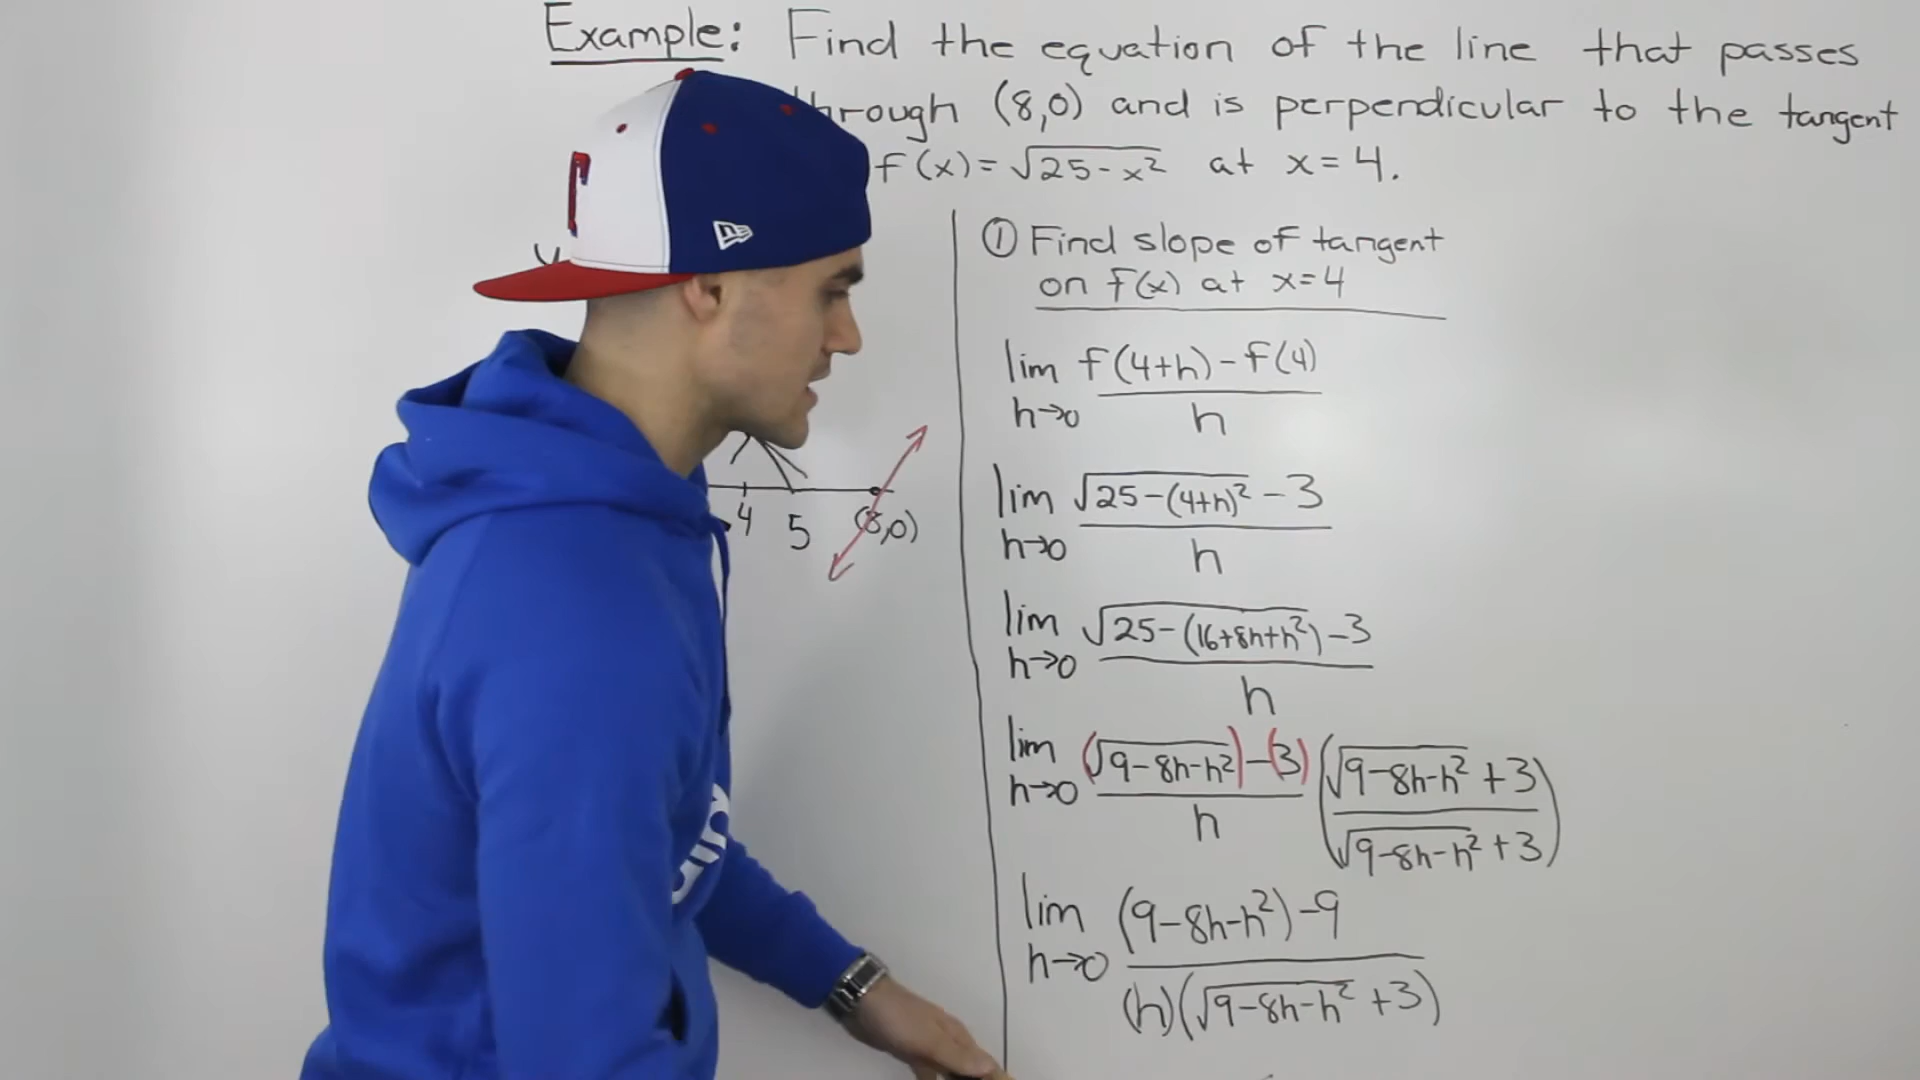 Example: Find the equation of the line that passes
through (8,0) and is perpendicular to the tangent
f(x) = √25-x² at x=4.
① Find slope of tangent
on f(x) at x=4
y
4 5 (8,0)
lim f(4+h)-f(4)
h→0 h
lim √25-(4+h)² -3
h→0 h
lim √25-(16+8h+h²) -3
h→0 h
lim (√9-8h-h²)-(3) (√9-8h-h² +3)
h→0 h (√9-8h-h² +3)
lim (9-8h-h²)-9
h→0 (h)(√9-8h-h² +3)